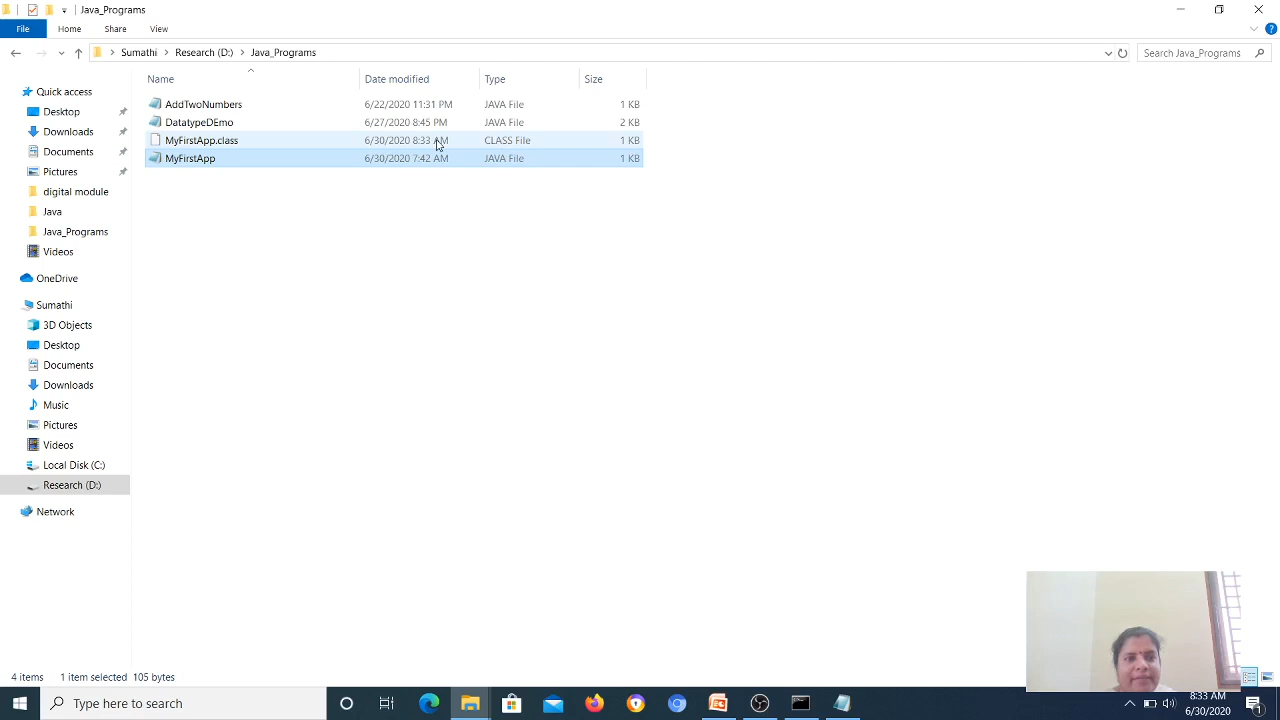 Java_Programs
File Home Share View
Sumathi Research (D:) Java_Programs
Search Java_Programs
Name Date modified Type Size
AddTwoNumbers 6/22/2020 11:31 PM JAVA File 1 KB
DatatypeDEmo 6/27/2020 8:45 PM JAVA File 2 KB
MyFirstApp.class 6/30/2020 8:33 AM CLASS File 1 KB
MyFirstApp 6/30/2020 7:42 AM JAVA File 1 KB
Quick access
Desktop
Downloads
Documents
Pictures
digital module
Java
Java_Programs
Videos
OneDrive
Sumathi
3D Objects
Desktop
Documents
Downloads
Music
Pictures
Videos
Local Disk (C:)
Research (D:)
Network
4 items 1 item selected 105 bytes
Type here to search
8:33 AM
6/30/2020
1